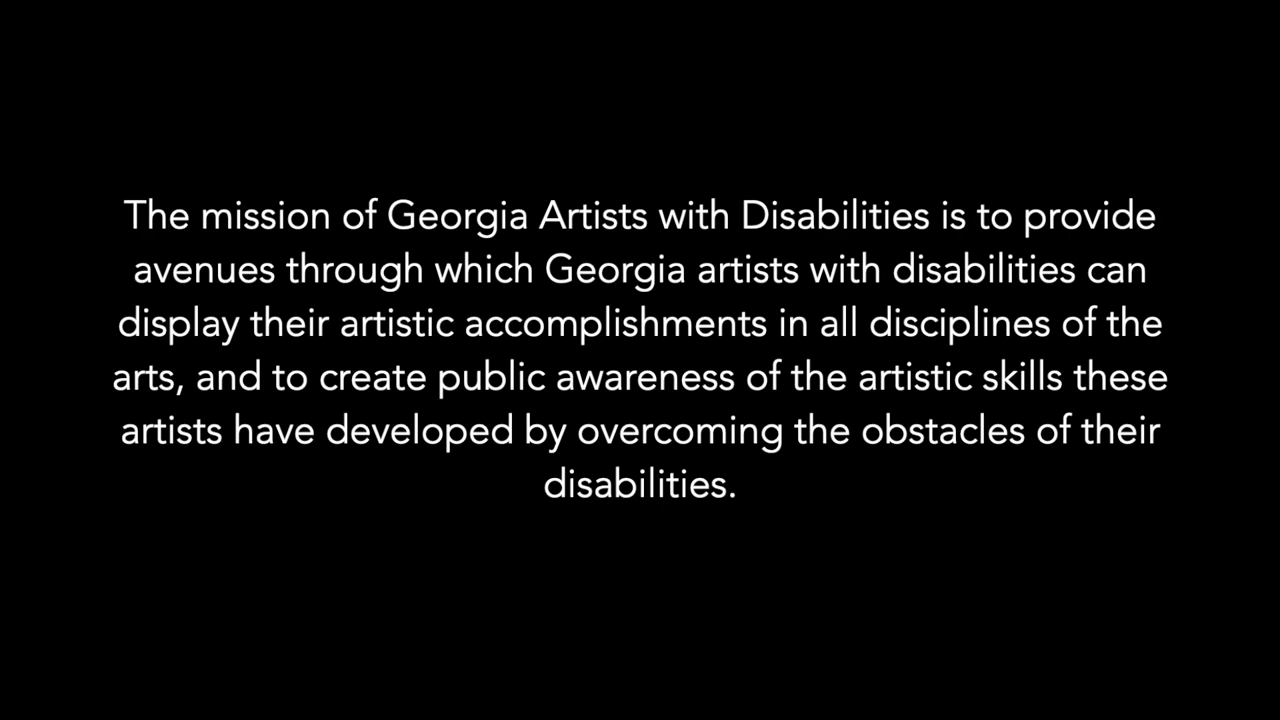 The mission of Georgia Artists with Disabilities is to provide
avenues through which Georgia artists with disabilities can
display their artistic accomplishments in all disciplines of the
arts, and to create public awareness of the artistic skills these
artists have developed by overcoming the obstacles of their
disabilities.